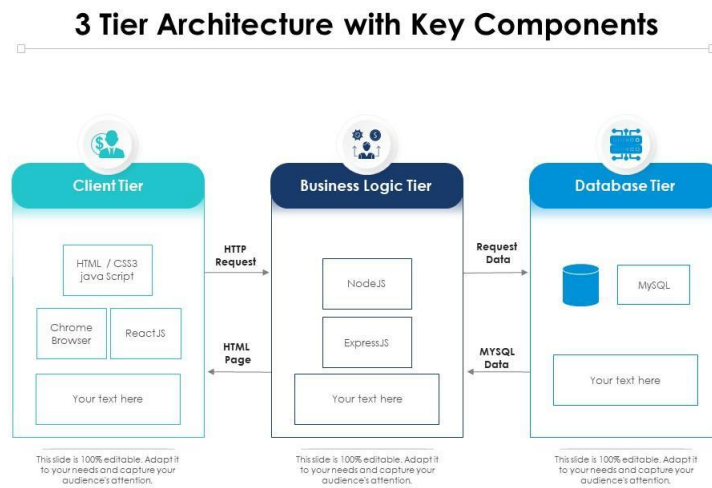 3 Tier Architecture with Key Components
Client Tier
HTML / CSS3
java Script
Chrome
Browser
ReactJS
Your text here
This slide is 100% editable. Adapt it
to your needs and capture your
audience's attention.
HTTP
Request
HTML
Page
Business Logic Tier
NodeJS
ExpressJS
Your text here
This slide is 100% editable. Adapt it
to your needs and capture your
audience's attention.
Request
Data
MYSQL
Data
Database Tier
MySQL
Your text here
This slide is 100% editable. Adapt it
to your needs and capture your
audience's attention.